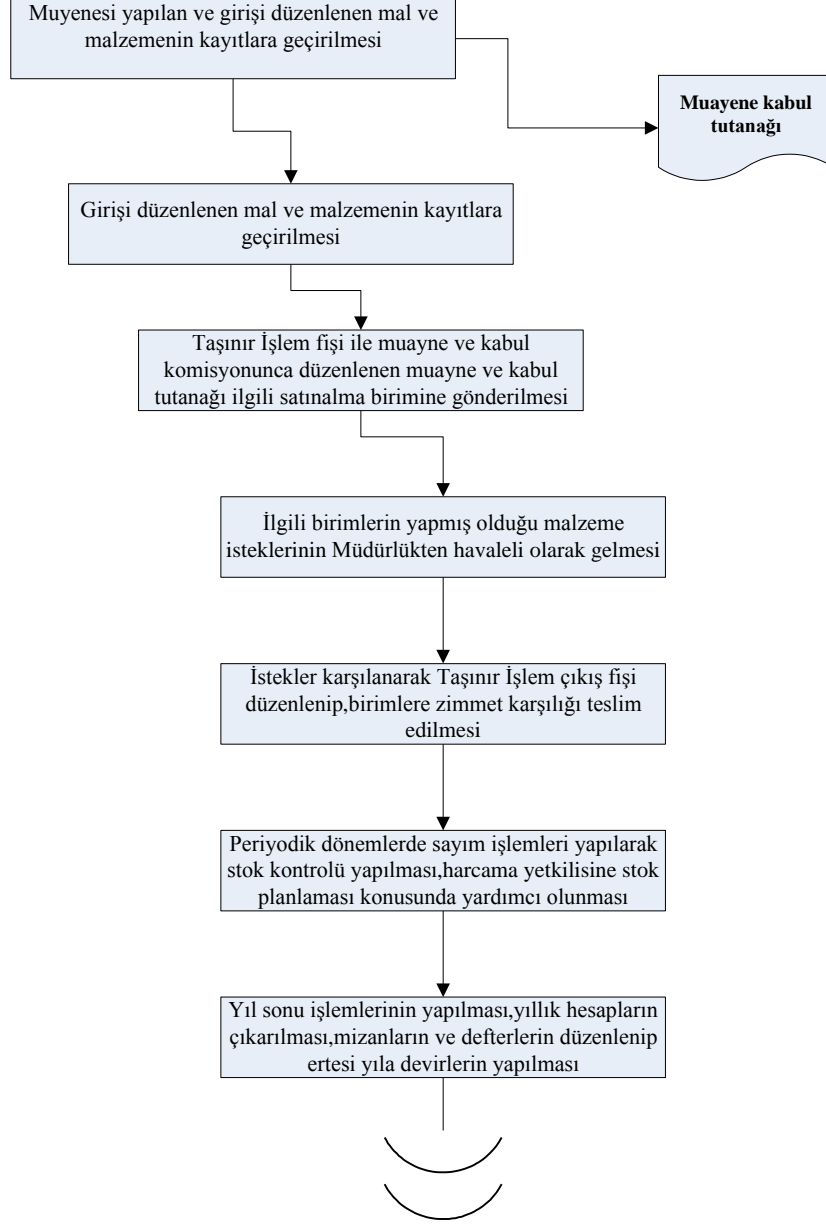 Muyenesi yapılan ve girişi düzenlenen mal ve
malzemenin kayıtlara geçirilmesi
Muayene kabul
tutanağı
Girişi düzenlenen mal ve malzemenin kayıtlara
geçirilmesi
Taşınır İşlem fişi ile muayne ve kabul
komisyonunca düzenlenen muayne ve kabul
tutanağı ilgili satınalma birimine gönderilmesi
İlgili birimlerin yapmış olduğu malzeme
isteklerinin Müdürlükten havaleli olarak gelmesi
İstekler karşılanarak Taşınır İşlem çıkış fişi
düzenlenip,birimlere zimmet karşılığı teslim
edilmesi
Periyodik dönemlerde sayım işlemleri yapılarak
stok kontrolü yapılması,harcama yetkilisine stok
planlaması konusunda yardımcı olunması
Yıl sonu işlemlerinin yapılması,yıllık hesapların
çıkarılması,mizanların ve defterlerin düzenlenip
ertesi yıla devirlerin yapılması